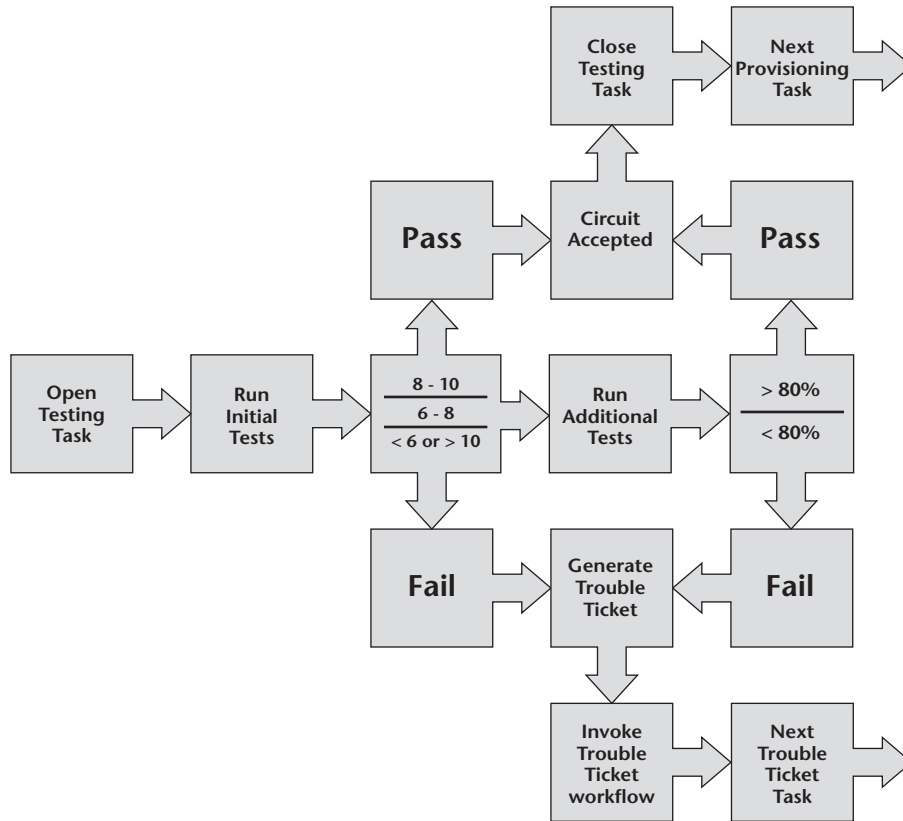 Close
Testing
Task
Next
Provisioning
Task
Pass
Circuit
Accepted
Pass
Open
Testing
Task
Run
Initial
Tests
8 - 10
6 - 8
< 6 or > 10
Run
Additional
Tests
> 80%
< 80%
Fail
Generate
Trouble
Ticket
Fail
Invoke
Trouble
Ticket
workflow
Next
Trouble
Ticket
Task